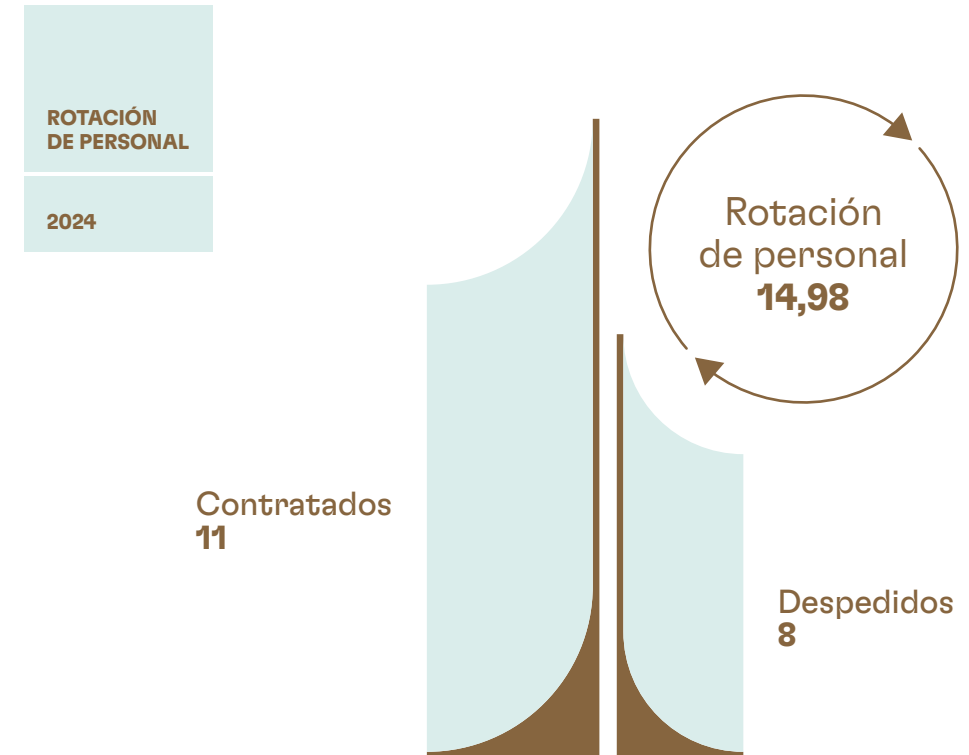 ROTACIÓN
DE PERSONAL
2024
Rotación
de personal
14,98
Contratados
11
Despedidos
8